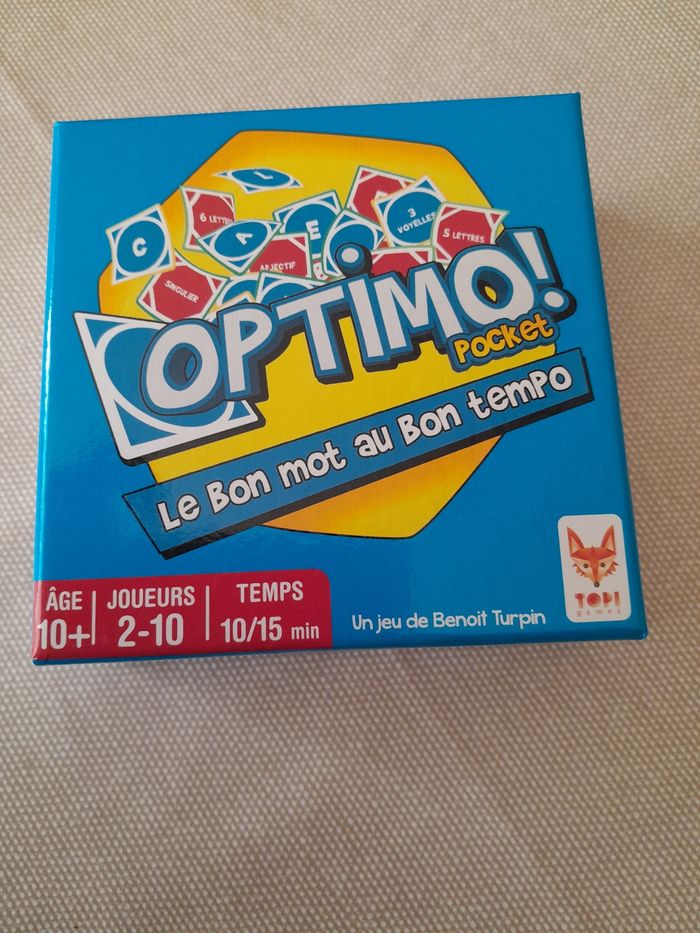 C
L
E
6 LETTRES
3 VOYELLES
5 LETTRES
ADJECTIF
SINGULIER
OPTIMO!
Pocket
Le Bon mot au Bon tempo
ÂGE
10+
JOUEURS
2-10
TEMPS
10/15 min
Un jeu de Benoit Turpin
TOPI
games